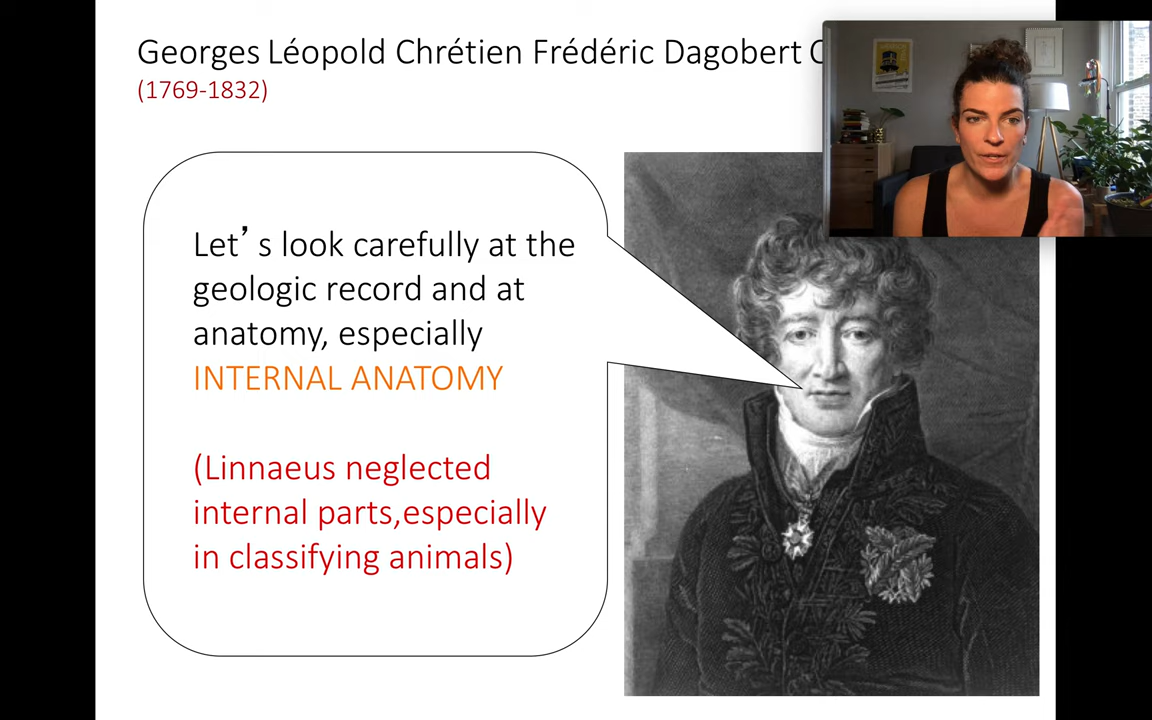 Georges Léopold Chrétien Frédéric Dagobert
(1769-1832)
Let’s look carefully at the
geologic record and at
anatomy, especially
INTERNAL ANATOMY
(Linnaeus neglected
internal parts,especially
in classifying animals)